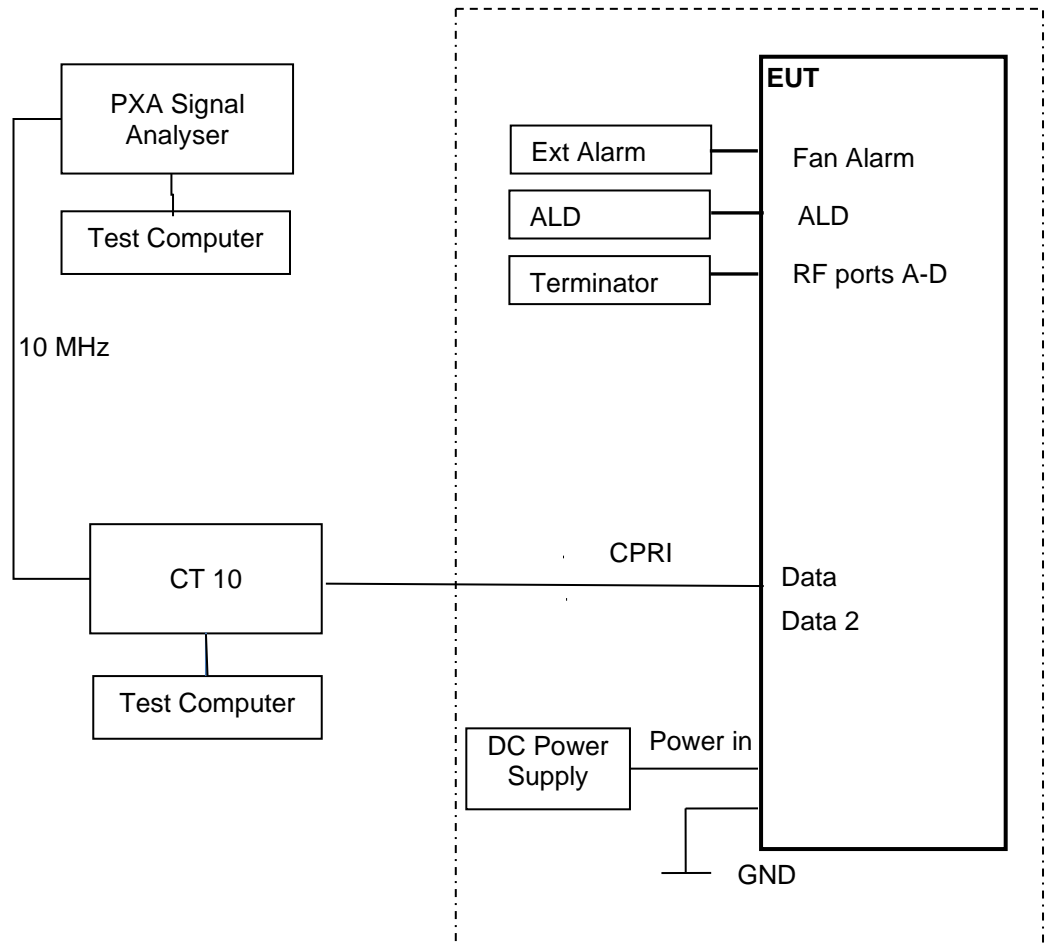 PXA Signal
Analyser
Test Computer
10 MHz
CT 10
Test Computer
EUT
Ext Alarm
Fan Alarm
ALD
ALD
Terminator
RF ports A-D
CPRI
Data
Data 2
DC Power
Supply
Power in
GND